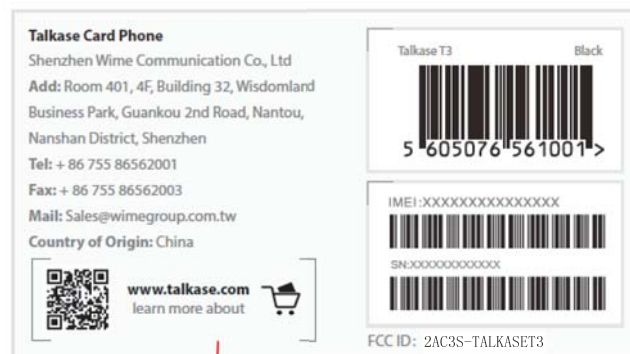 Talkase Card Phone
Shenzhen Wime Communication Co., Ltd
Add: Room 401, 4F, Building 32, Wisdomland
Business Park, Guankou 2nd Road, Nantou,
Nanshan District, Shenzhen
Tel: + 86 755 86562001
Fax: + 86 755 86562003
Mail: Sales@wimegroup.com.tw
Country of Origin: China
www.talkase.com
learn more about
Talkase T3 Black
5 605076 561001 >
IMEI:XXXXXXXXXXXXXXX
SN:XXXXXXXXXXXX
FCC ID: 2AC3S-TALKASET3